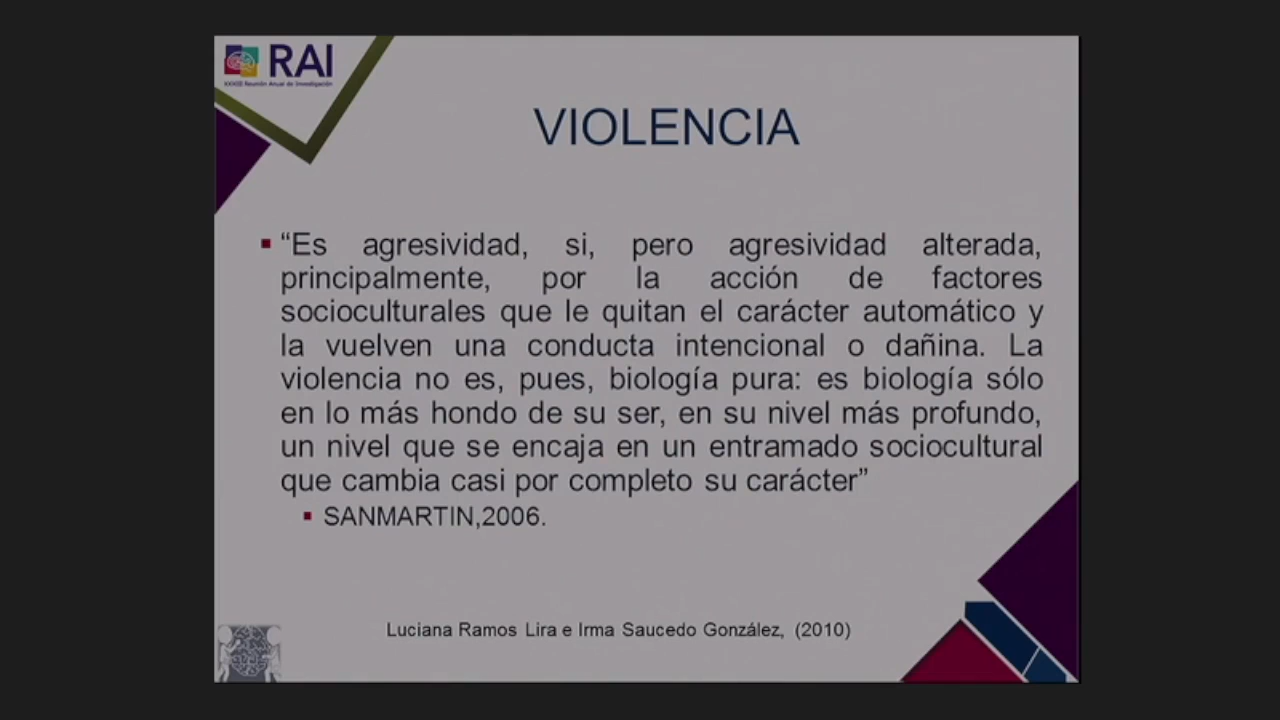 RAI
XXXIII Reunión Anual de Investigación
VIOLENCIA
“Es agresividad, si, pero agresividad alterada,
principalmente, por la acción de factores
socioculturales que le quitan el carácter automático y
la vuelven una conducta intencional o dañina. La
violencia no es, pues, biología pura: es biología sólo
en lo más hondo de su ser, en su nivel más profundo,
un nivel que se encaja en un entramado sociocultural
que cambia casi por completo su carácter”
SANMARTIN,2006.
Luciana Ramos Lira e Irma Saucedo González, (2010)